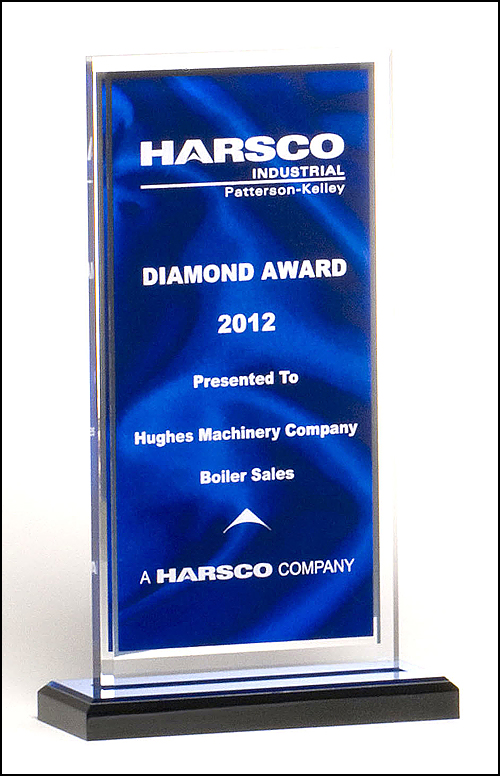 HARSCO
INDUSTRIAL
Patterson-Kelley
DIAMOND AWARD
2012
Presented To
Hughes Machinery Company
Boiler Sales
A HARSCO COMPANY